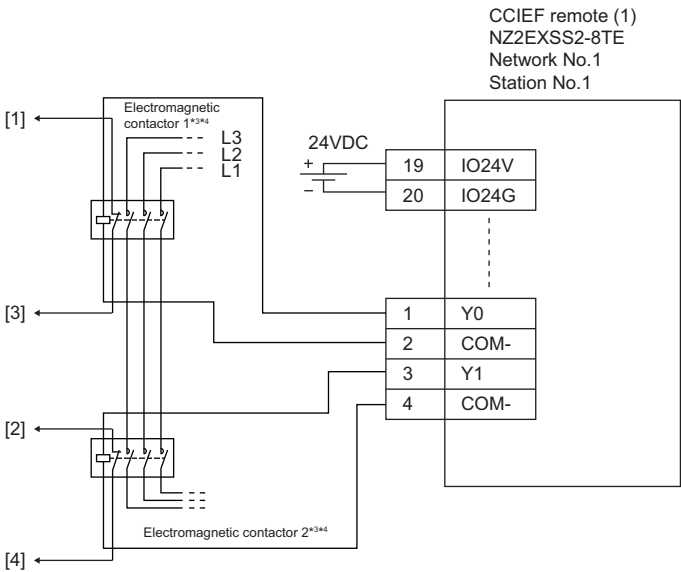 CCIEF remote (1)
NZ2EXSS2-8TE
Network No.1
Station No.1
[1]
Electromagnetic
contactor 1*3*4
L3
L2
L1
24VDC
+
−
19 IO24V
20 IO24G
[3]
1 Y0
2 COM-
3 Y1
4 COM-
[2]
Electromagnetic contactor 2*3*4
[4]